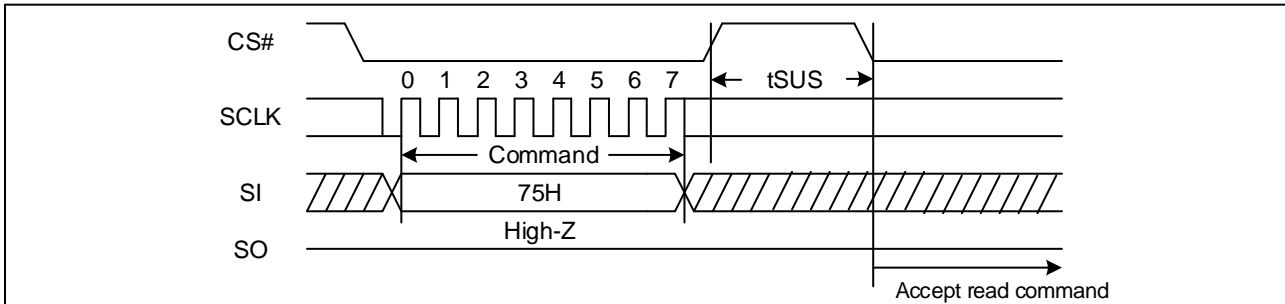 CS#
tSUS
0 1 2 3 4 5 6 7
SCLK
Command
SI
75H
High-Z
SO
Accept read command